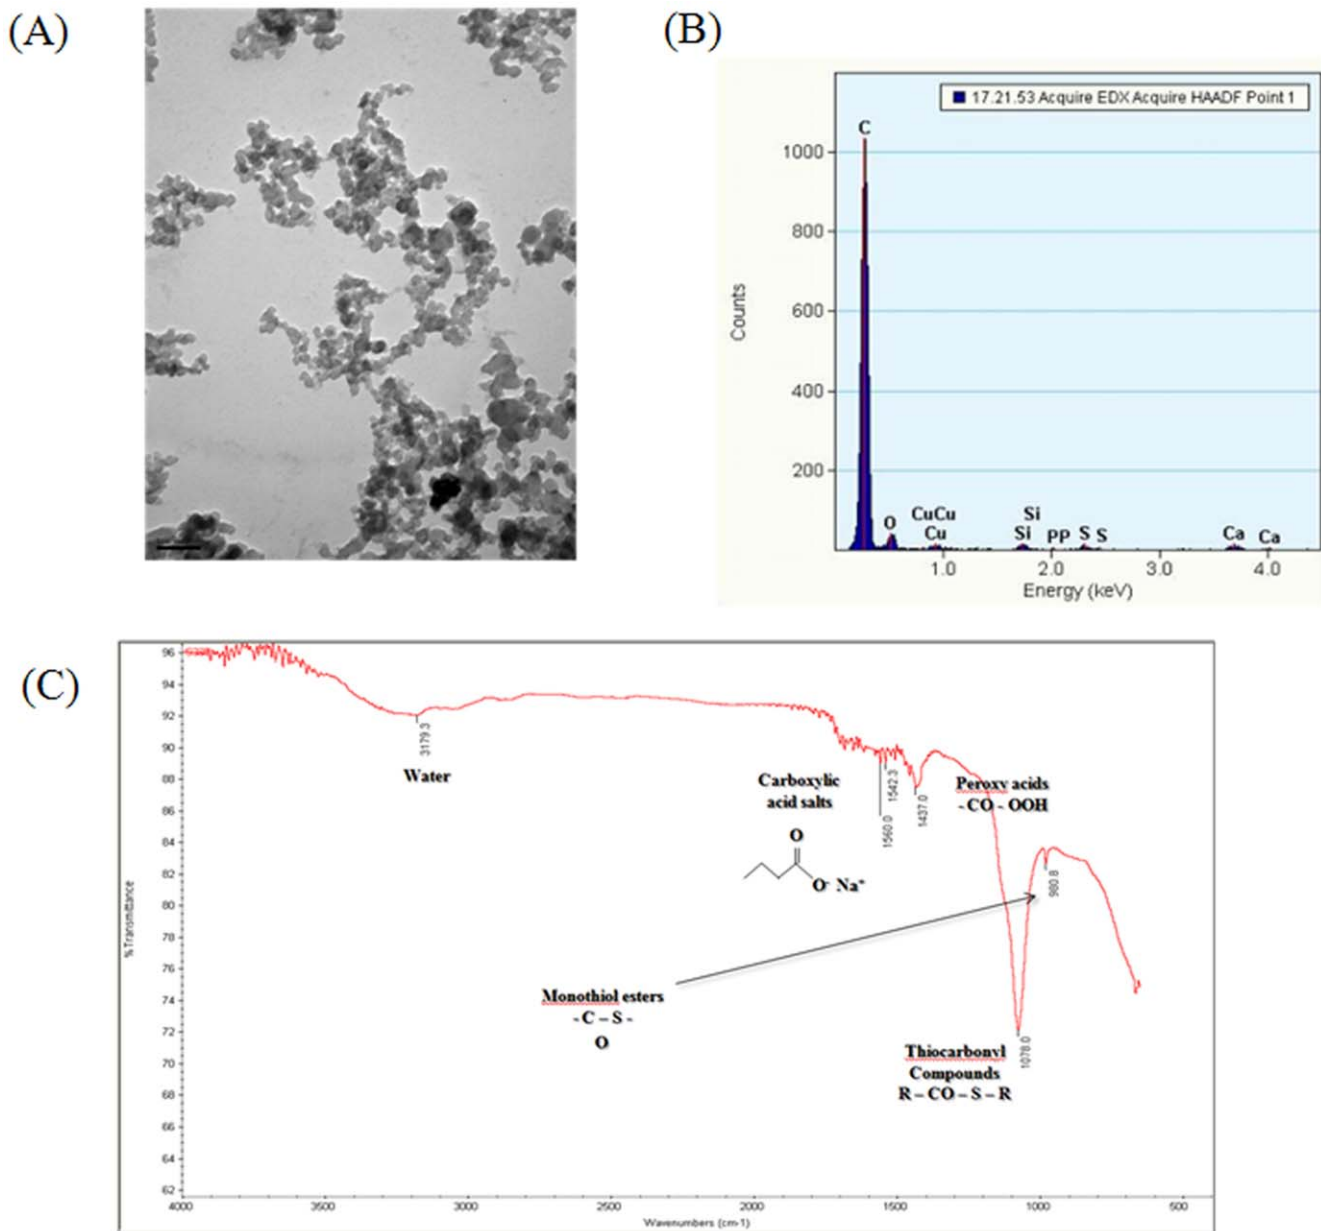 (A)
(B)
17.21.53 Acquire EDX Acquire HAADF Point 1
C
1000
800
600
400
200
Counts
O
CuCu
Cu
Si
Si
PP
S
S
Ca
Ca
1.0
2.0
3.0
4.0
Energy (keV)
(C)
96
94
92
90
88
86
84
82
80
78
76
74
72
70
68
66
64
62
%Transmittance
3179.3
Water
Carboxylic
acid salts
O
O- Na+
1560.0
1542.3
1437.0
Peroxy acids
- CO - OOH
980.8
Monothiol esters
- C – S -
O
1078.0
Thiocarbonyl
Compounds
R – CO – S – R
4000
3500
3000
2500
2000
1500
1000
500
Wavenumbers (cm-1)